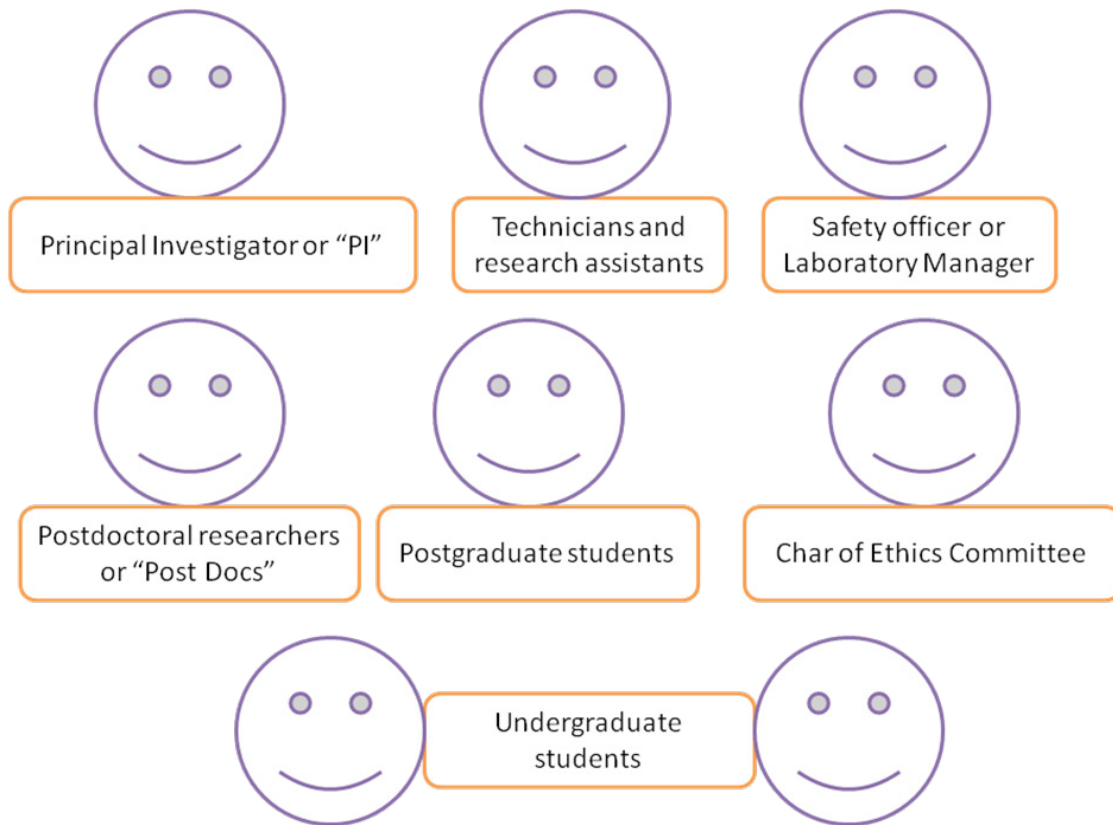 Principal Investigator or “PI”
Technicians and
research assistants
Safety officer or
Laboratory Manager
Postdoctoral researchers
or “Post Docs”
Postgraduate students
Char of Ethics Committee
Undergraduate
students